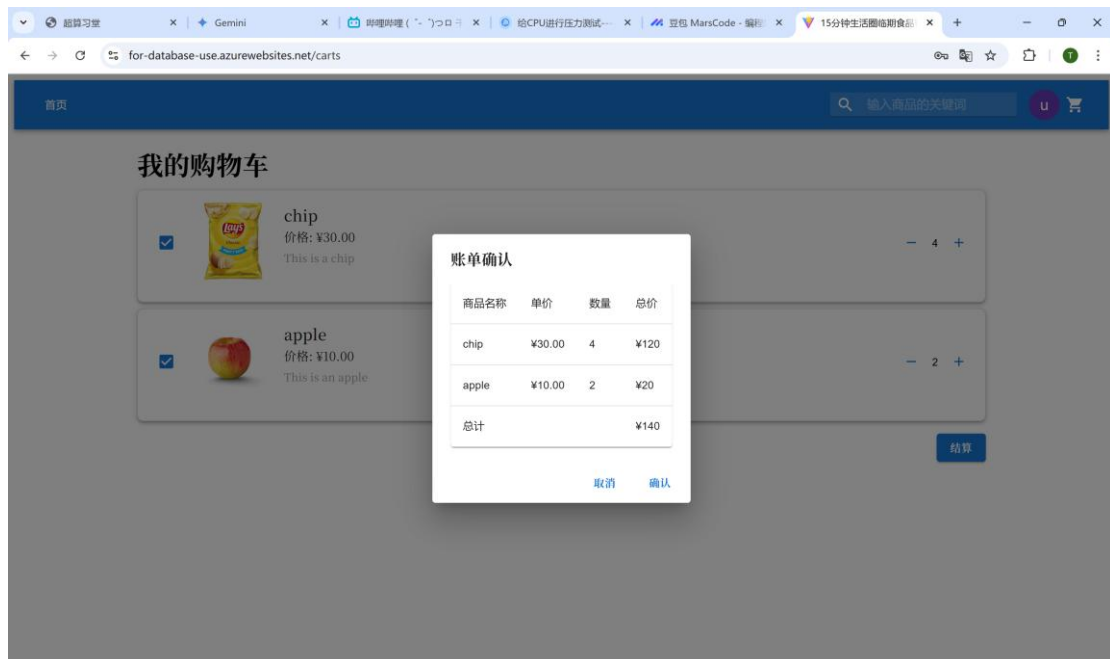 超算习堂
Gemini
哔哩哔哩 ( ゜- ゜)つロ
给CPU进行压力测试
豆包 MarsCode - 编程
15分钟生活圈临期食品
for-database-use.azurewebsites.net/carts
T
首页
输入商品的关键词
u
我的购物车
Lay's
chip
价格: ¥30.00
This is a chip
4
apple
价格: ¥10.00
This is an apple
2
账单确认
商品名称 单价 数量 总价
chip ¥30.00 4 ¥120
apple ¥10.00 2 ¥20
总计 ¥140
取消 确认
结算